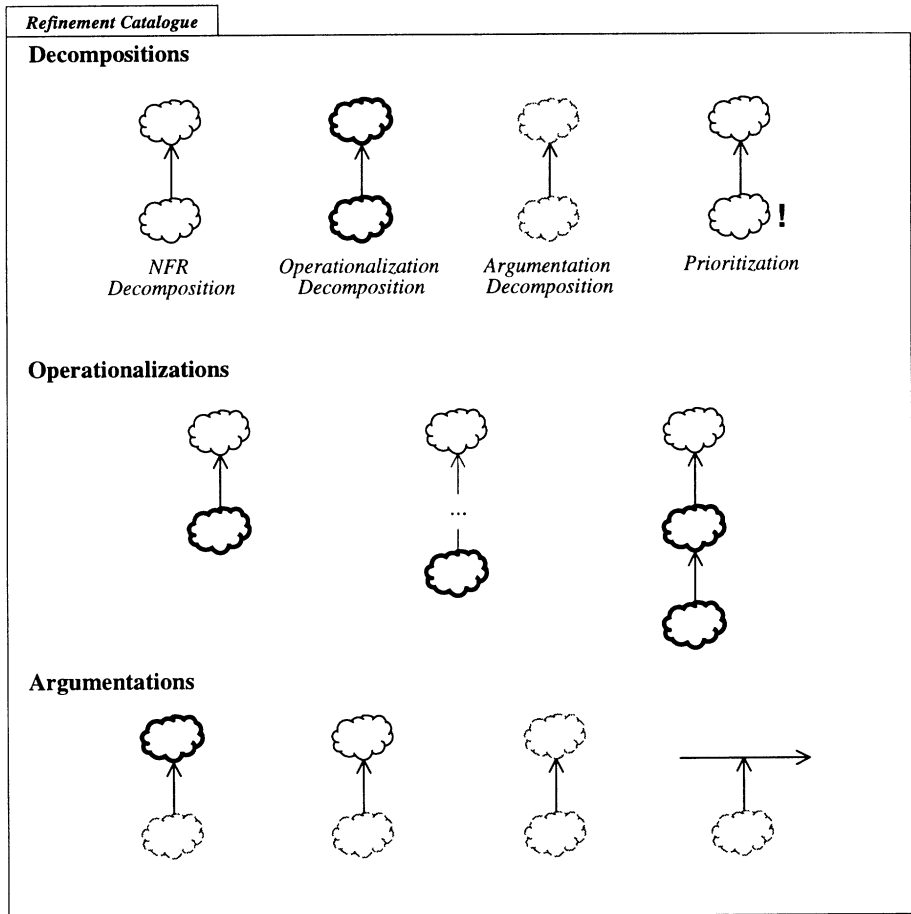 Refinement Catalogue
Decompositions
!
NFR
Decomposition
Operationalization
Decomposition
Argumentation
Decomposition
Prioritization
Operationalizations
...
Argumentations